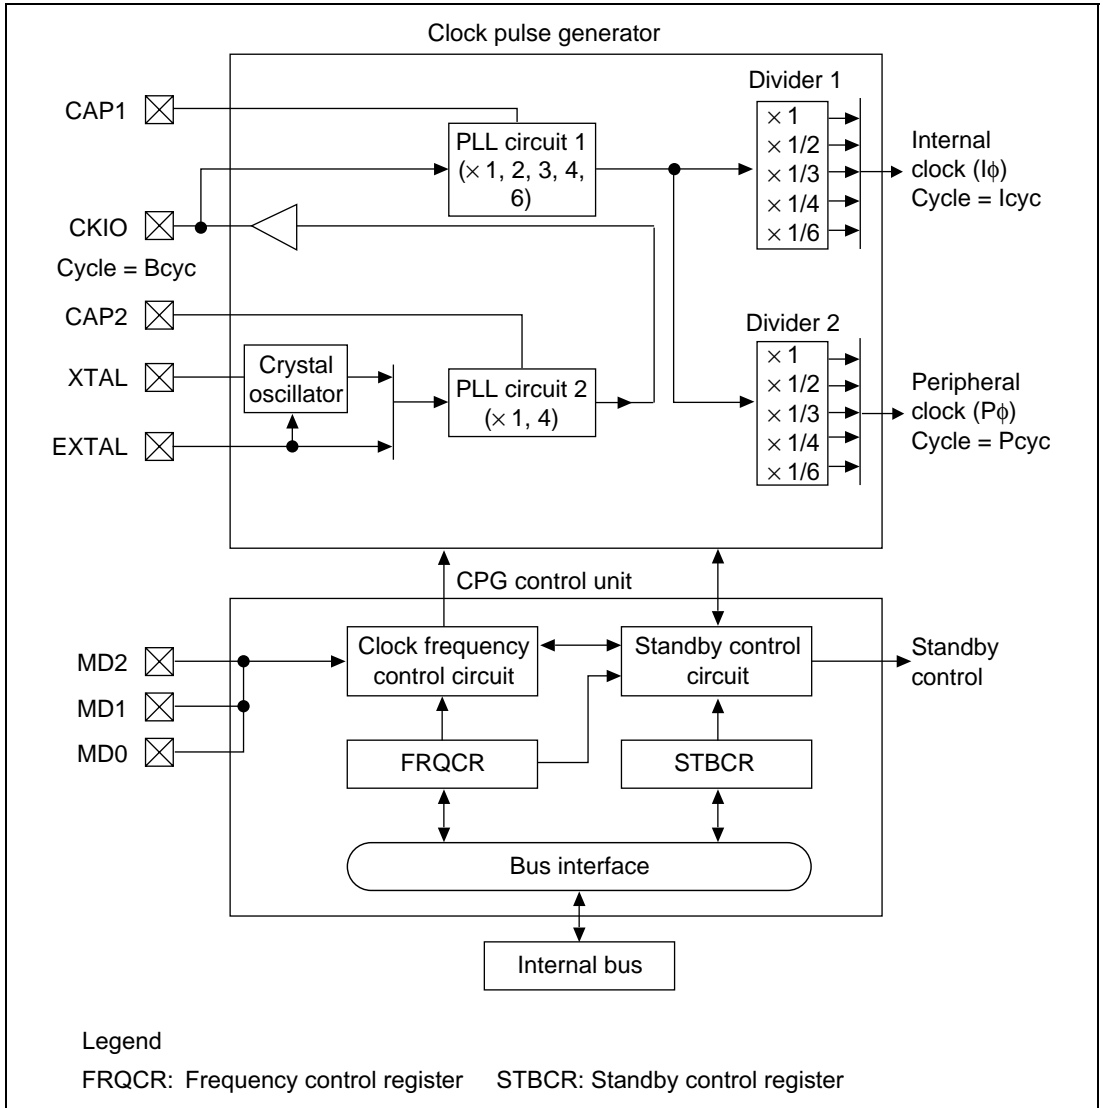 Clock pulse generator
CAP1
PLL circuit 1
(× 1, 2, 3, 4,
6)
Divider 1
× 1
× 1/2
× 1/3
× 1/4
× 1/6
Internal
clock (Iϕ)
Cycle = Icyc
CKIO
Cycle = Bcyc
CAP2
XTAL
Crystal
oscillator
EXTAL
PLL circuit 2
(× 1, 4)
Divider 2
× 1
× 1/2
× 1/3
× 1/4
× 1/6
Peripheral
clock (Pϕ)
Cycle = Pcyc
CPG control unit
MD2
MD1
MD0
Clock frequency
control circuit
Standby control
circuit
Standby
control
FRQCR
STBCR
Bus interface
Internal bus
Legend
FRQCR: Frequency control register STBCR: Standby control register